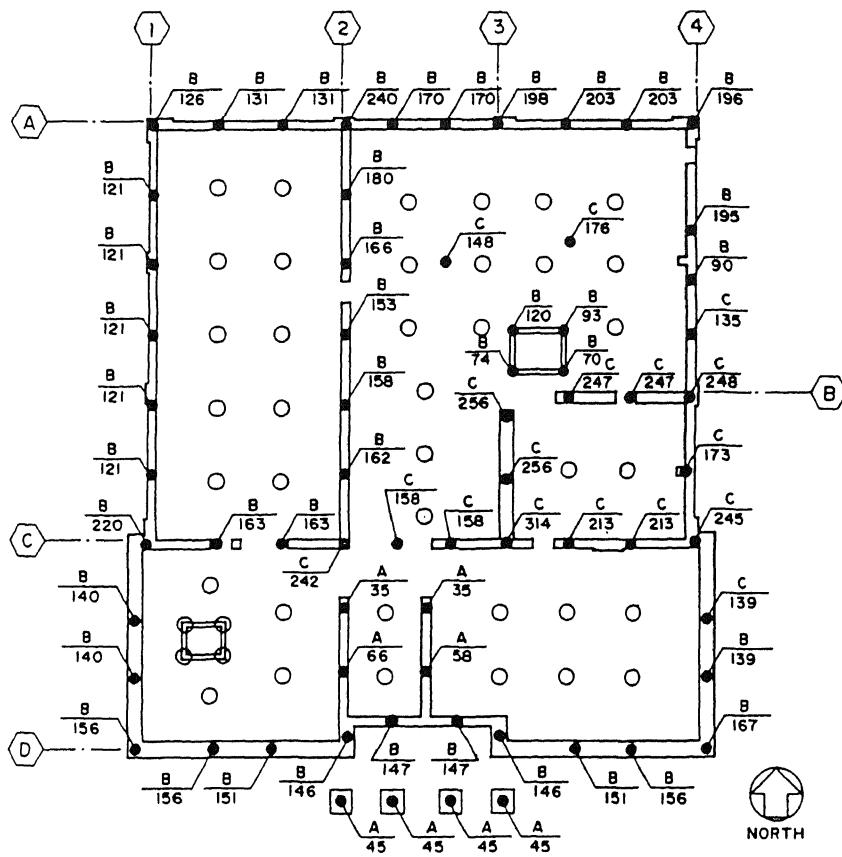 1 2 3 4
B B B B B B B B B B
126 131 131 240 170 170 198 203 203 196
A
B B
121 180
B
195
C C
148 176
B B B
121 166 90
B B B B C
121 153 120 93 135
B B
74 70
B B C C C
121 158 247 247 248
B
C
256
B B C C
121 162 256 173
C
158
B B B C C C C C
220 163 163 158 314 213 213 245
C
C
242
B A A C
140 35 35 139
B A A B
140 66 58 139
B B
156 167
D
B B B B B B B B
156 151 146 147 147 146 151 156
A A A A
45 45 45 45
NORTH